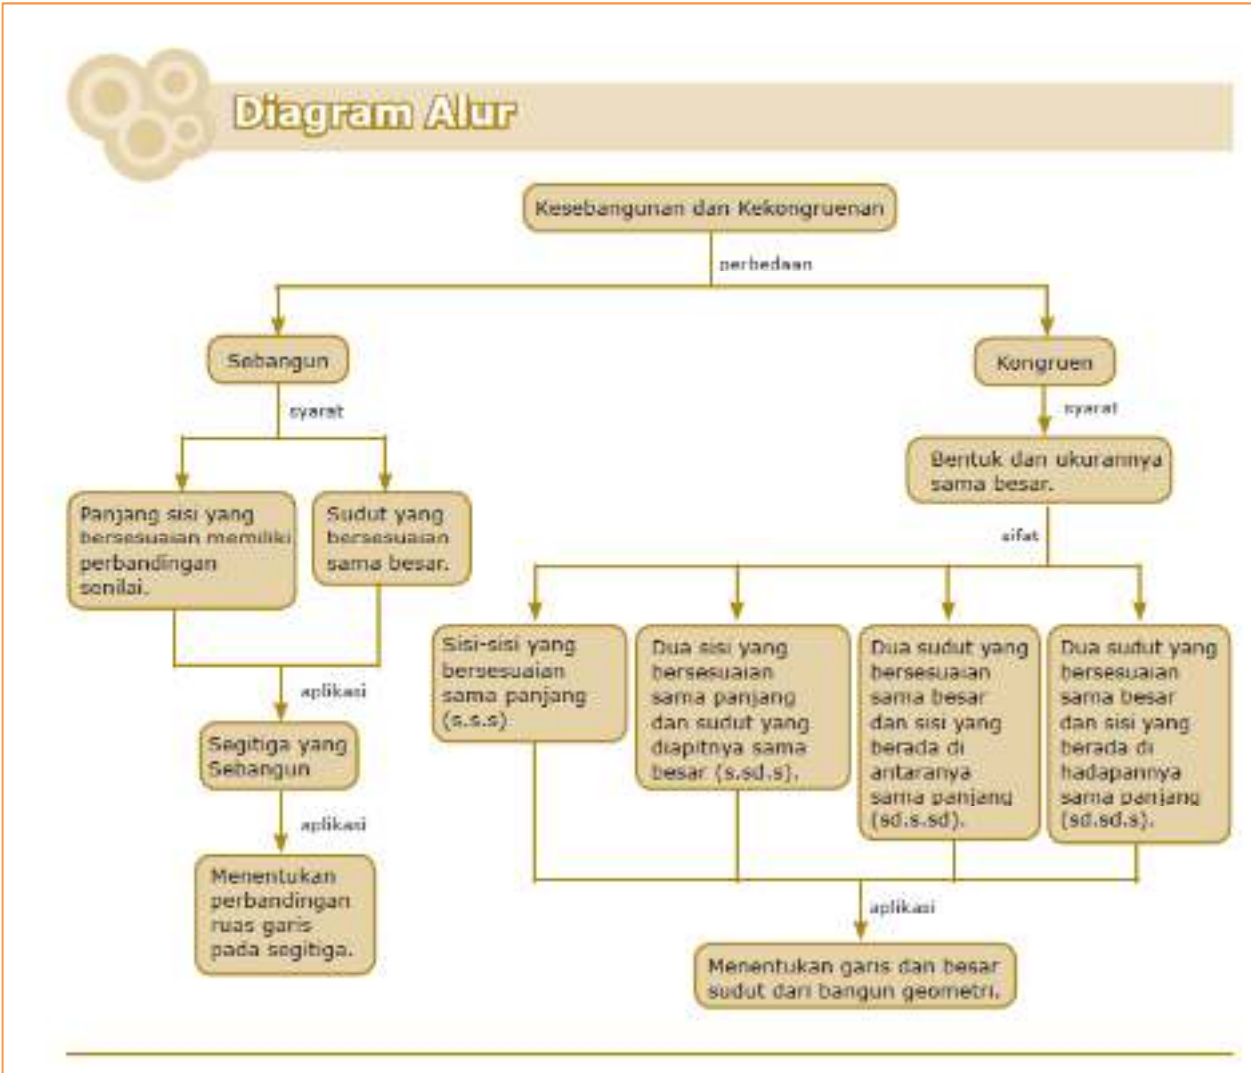 Diagram Alur
Kesebangunan dan Kekongruenan
perbedaan
Sebangun
syarat
Panjang sisi yang
bersesuaian memiliki
perbandingan
senilai.
Sudut yang
bersesuaian
sama besar.
aplikasi
Segitiga yang
Sebangun
aplikasi
Menentukan
perbandingan
ruas garis
pada segitiga.
Kongruen
syarat
Bentuk dan ukurannya
sama besar.
sifat
Sisi-sisi yang
bersesuaian
sama panjang
(s.s.s)
Dua sisi yang
bersesuaian
sama panjang
dan sudut yang
diapitnya sama
besar (s.sd.s).
Dua sudut yang
bersesuaian
sama besar
dan sisi yang
berada di
antaranya
sama panjang
(sd.s.sd).
Dua sudut yang
bersesuaian
sama besar
dan sisi yang
berada di
hadapannya
sama panjang
(sd.sd.s).
aplikasi
Menentukan garis dan besar
sudut dari bangun geometri.